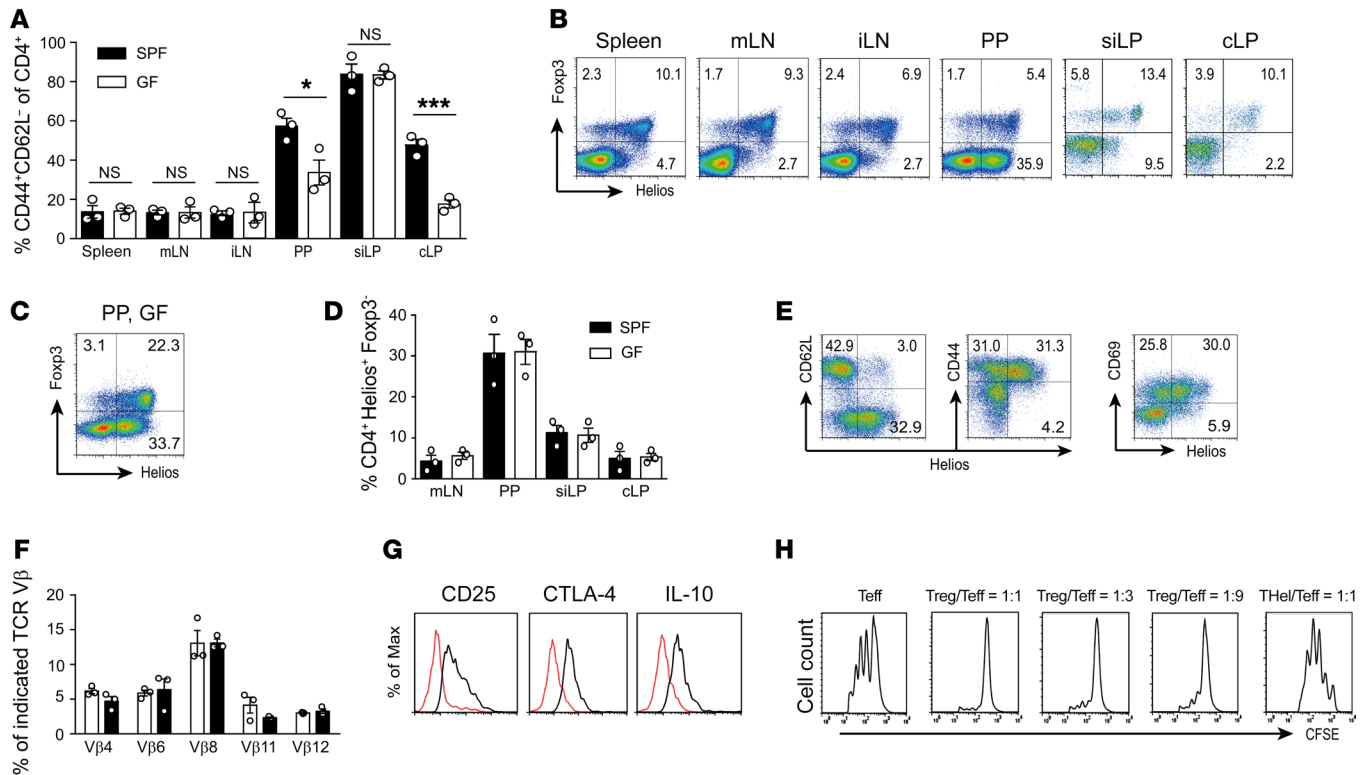 A
% CD44⁺CD62L⁻ of CD4⁺
100
80
60
40
20
0
SPF
GF
NS
NS
NS
*
NS
***
Spleen
mLN
iLN
PP
siLP
cLP
B
Spleen
mLN
iLN
PP
siLP
cLP
Foxp3
2.3
10.1
4.7
1.7
9.3
2.7
2.4
6.9
2.7
1.7
5.4
35.9
5.8
13.4
9.5
3.9
10.1
2.2
Helios
C
PP, GF
Foxp3
3.1
22.3
33.7
Helios
D
% CD4⁺Helios⁺ Foxp3⁻
40
30
20
10
0
SPF
GF
mLN
PP
siLP
cLP
E
CD62L
42.9
3.0
32.9
CD44
31.0
31.3
4.2
Helios
CD69
25.8
30.0
5.9
Helios
F
% of indicated TCR Vβ
20
15
10
5
0
Vβ4
Vβ6
Vβ8
Vβ11
Vβ12
G
CD25
CTLA-4
IL-10
% of Max
H
Teff
Treg/Teff = 1:1
Treg/Teff = 1:3
Treg/Teff = 1:9
THel/Teff = 1:1
Cell count
CFSE